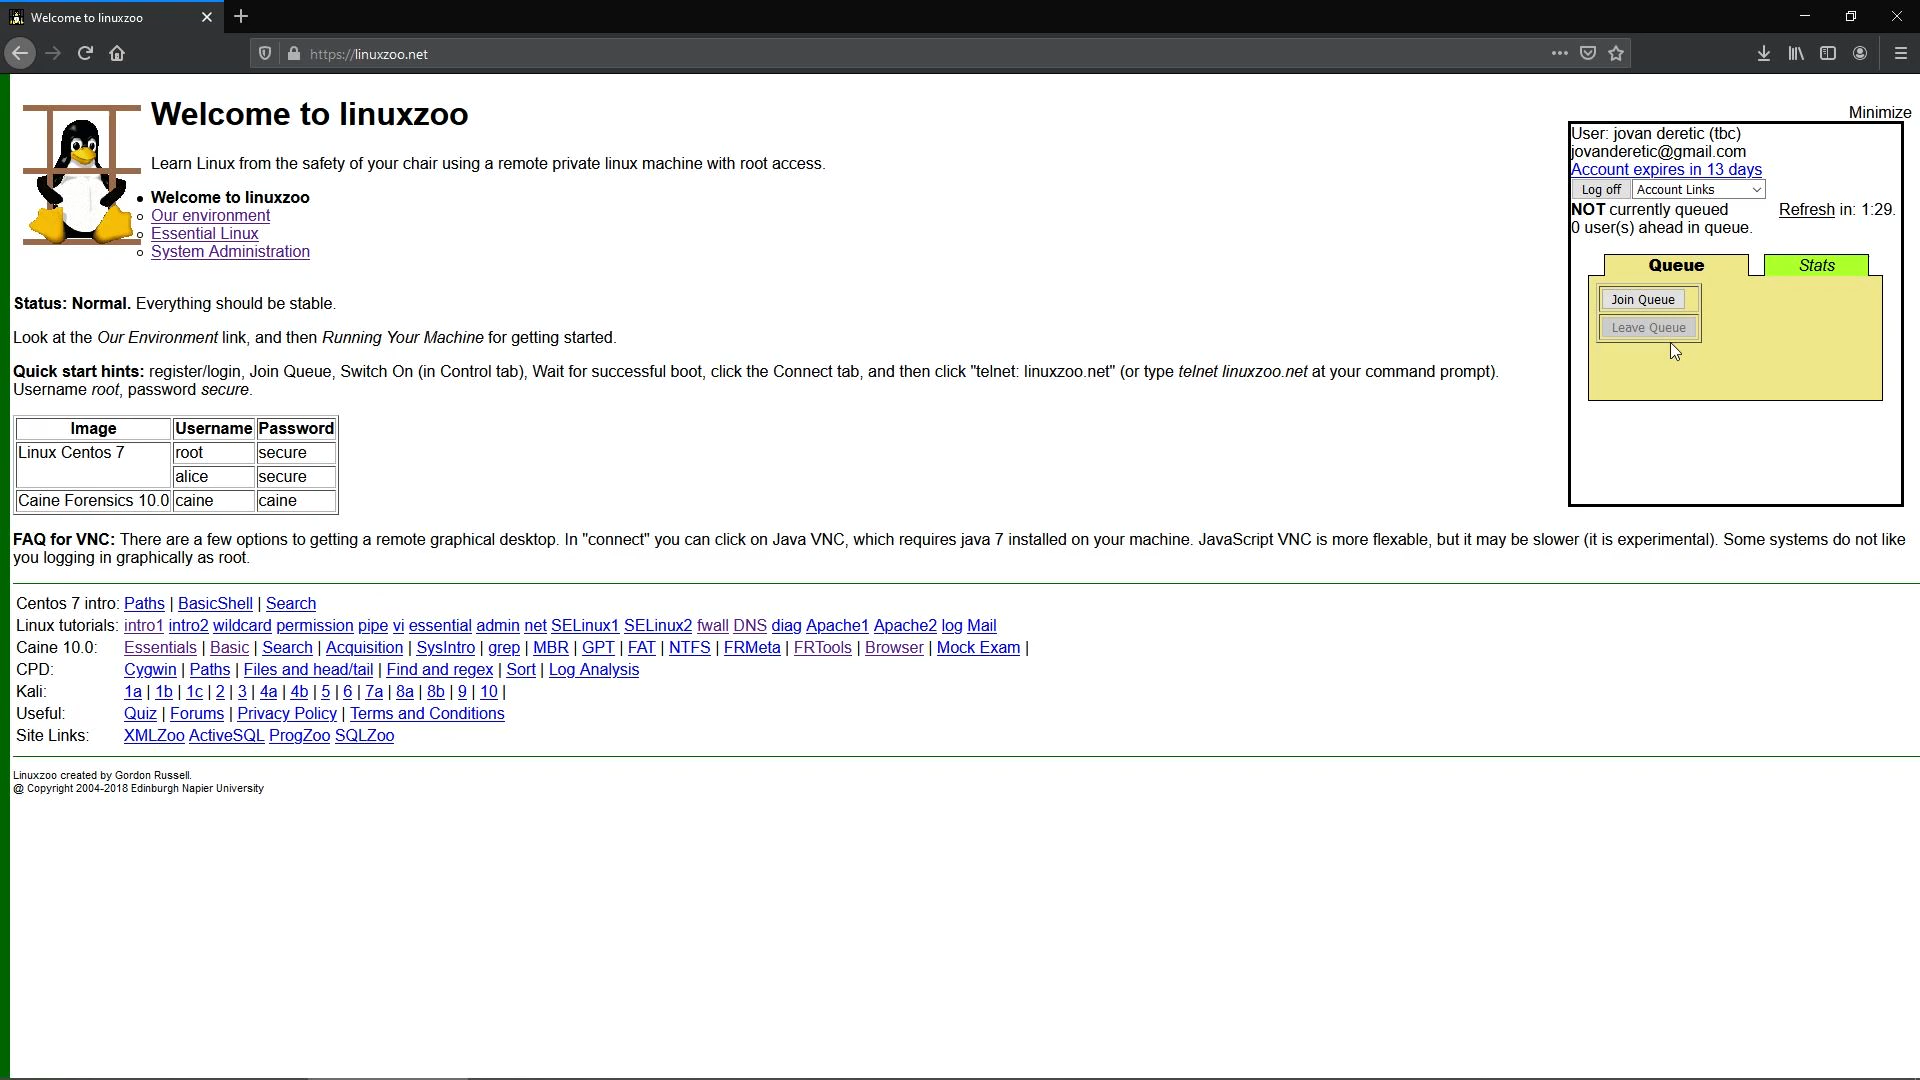 Welcome to linuxzoo
https://linuxzoo.net
Welcome to linuxzoo
Learn Linux from the safety of your chair using a remote private linux machine with root access.
Welcome to linuxzoo
Our environment
Essential Linux
System Administration
Minimize
User: jovan deretic (tbc)
jovanderetic@gmail.com
Account expires in 13 days
Log off Account Links
NOT currently queued Refresh in: 1:29.
0 user(s) ahead in queue.
Queue Stats
Join Queue
Leave Queue
Status: Normal. Everything should be stable.
Look at the Our Environment link, and then Running Your Machine for getting started.
Quick start hints: register/login, Join Queue, Switch On (in Control tab), Wait for successful boot, click the Connect tab, and then click "telnet: linuxzoo.net" (or type telnet linuxzoo.net at your command prompt).
Username root, password secure.
Image Username Password
Linux Centos 7 root secure
alice secure
Caine Forensics 10.0 caine caine
FAQ for VNC: There are a few options to getting a remote graphical desktop. In "connect" you can click on Java VNC, which requires java 7 installed on your machine. JavaScript VNC is more flexable, but it may be slower (it is experimental). Some systems do not like
you logging in graphically as root.
Centos 7 intro: Paths | BasicShell | Search
Linux tutorials: intro1 intro2 wildcard permission pipe vi essential admin net SELinux1 SELinux2 fwall DNS diag Apache1 Apache2 log Mail
Caine 10.0: Essentials | Basic | Search | Acquisition | SysIntro | grep | MBR | GPT | FAT | NTFS | FRMeta | FRTools | Browser | Mock Exam |
CPD: Cygwin | Paths | Files and head/tail | Find and regex | Sort | Log Analysis
Kali: 1a | 1b | 1c | 2 | 3 | 4a | 4b | 5 | 6 | 7a | 8a | 8b | 9 | 10 |
Useful: Quiz | Forums | Privacy Policy | Terms and Conditions
Site Links: XMLZoo ActiveSQL ProgZoo SQLZoo
Linuxzoo created by Gordon Russell.
@ Copyright 2004-2018 Edinburgh Napier University